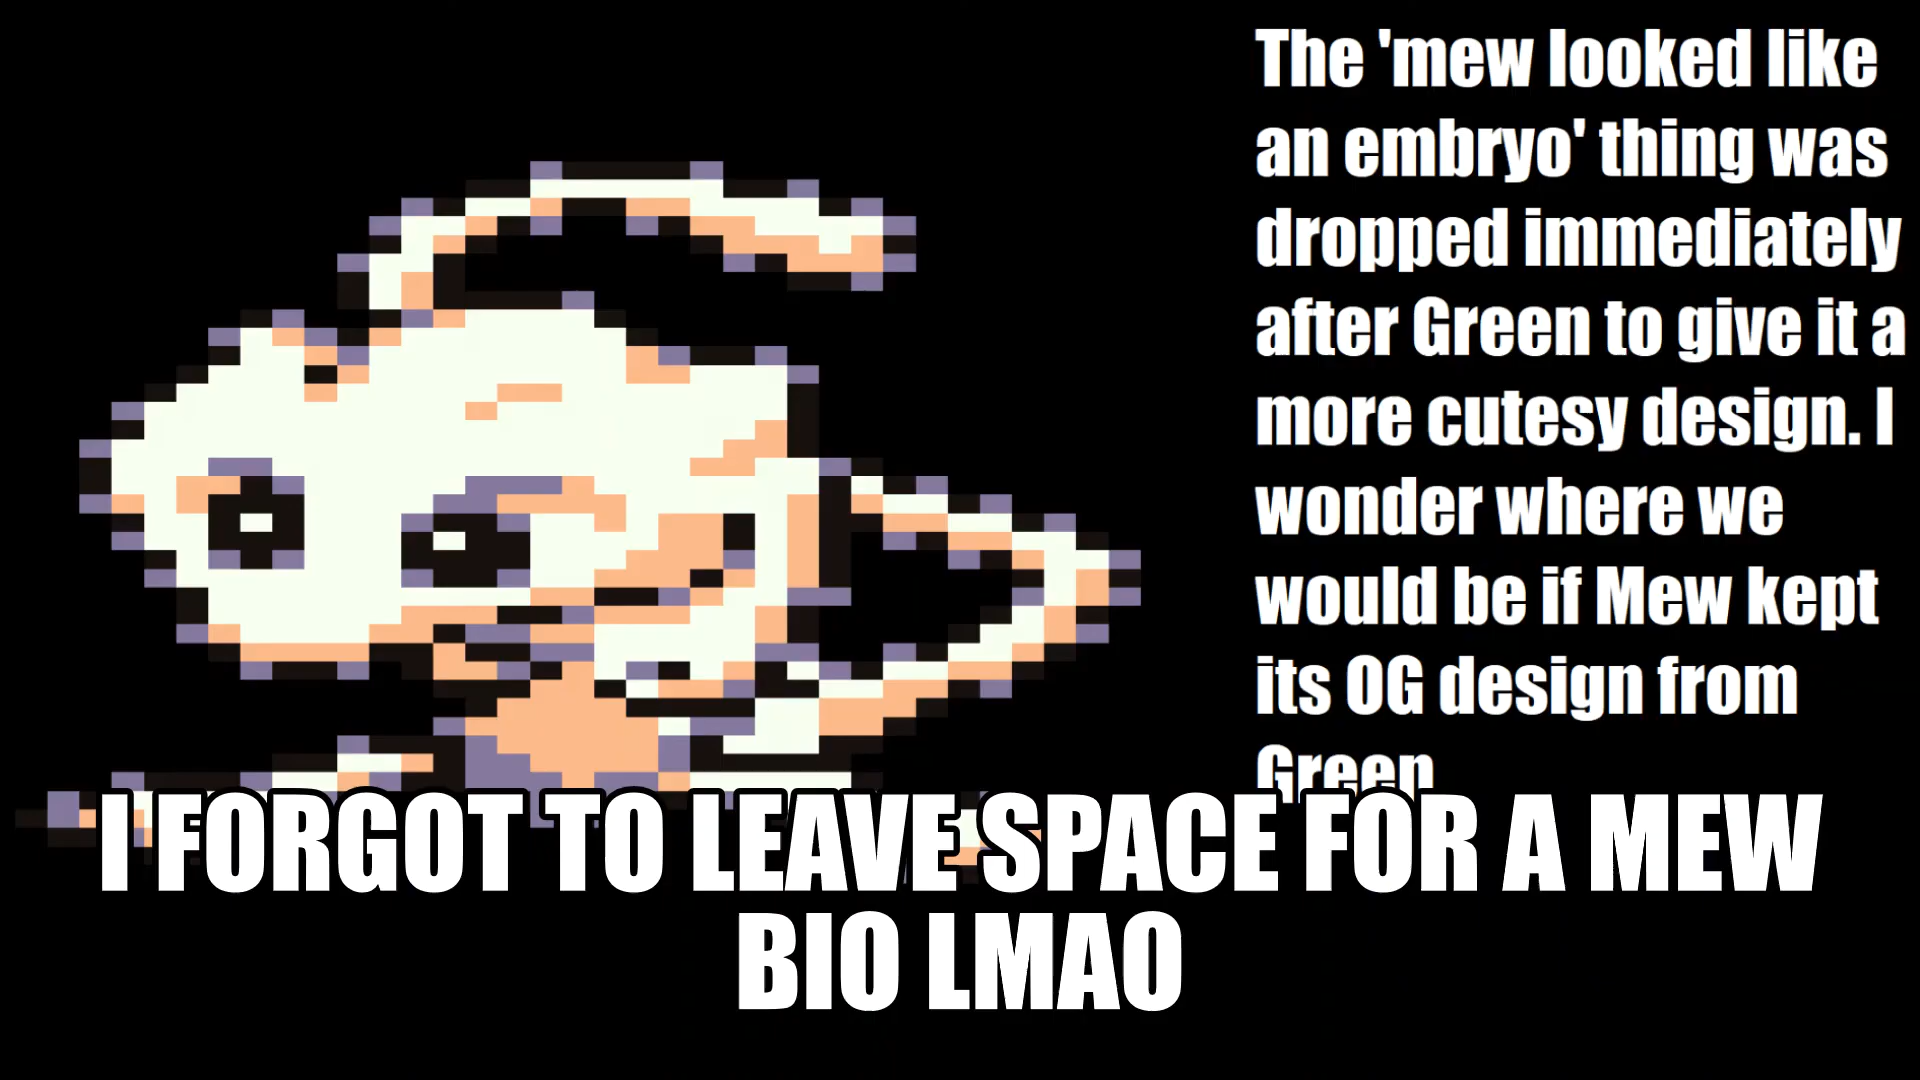 The 'mew looked like
an embryo' thing was
dropped immediately
after Green to give it a
more cutesy design. I
wonder where we
would be if Mew kept
its OG design from
Green
I FORGOT TO LEAVE SPACE FOR A MEW
BIO LMAO